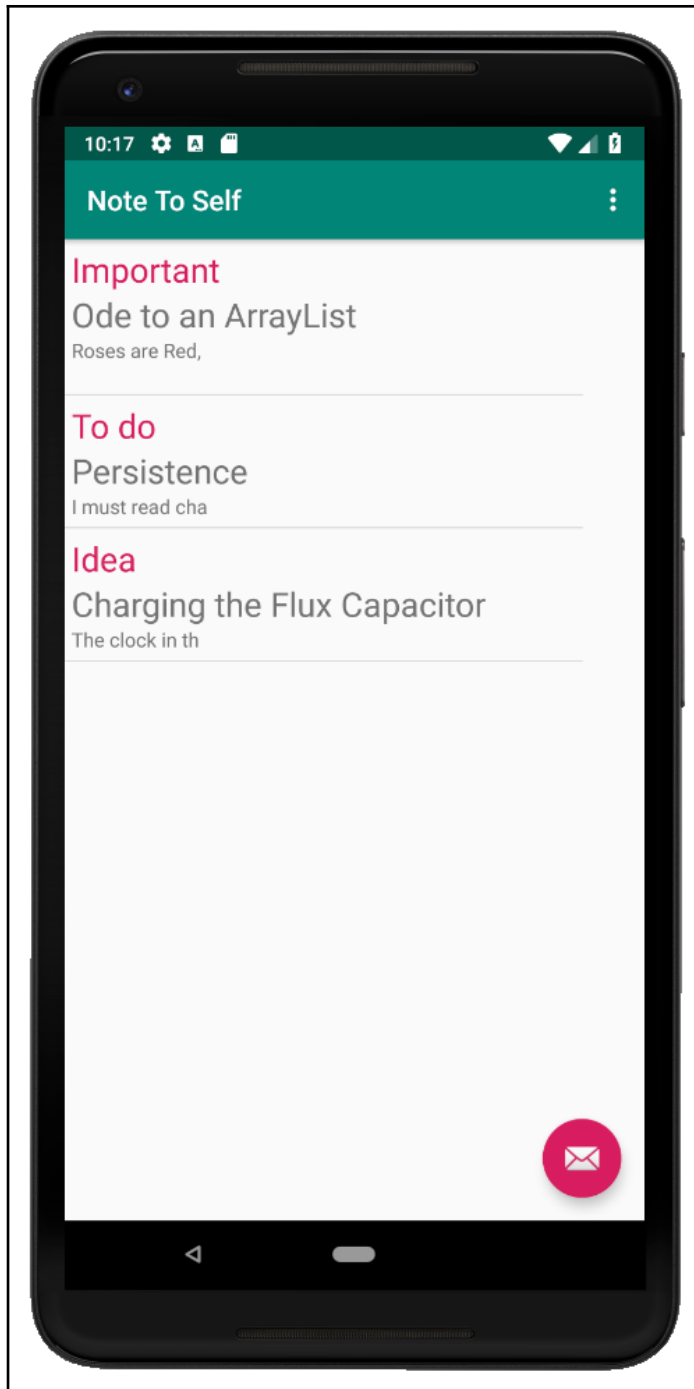 10:17
Note To Self
Important
Ode to an ArrayList
Roses are Red,
To do
Persistence
I must read cha
Idea
Charging the Flux Capacitor
The clock in th